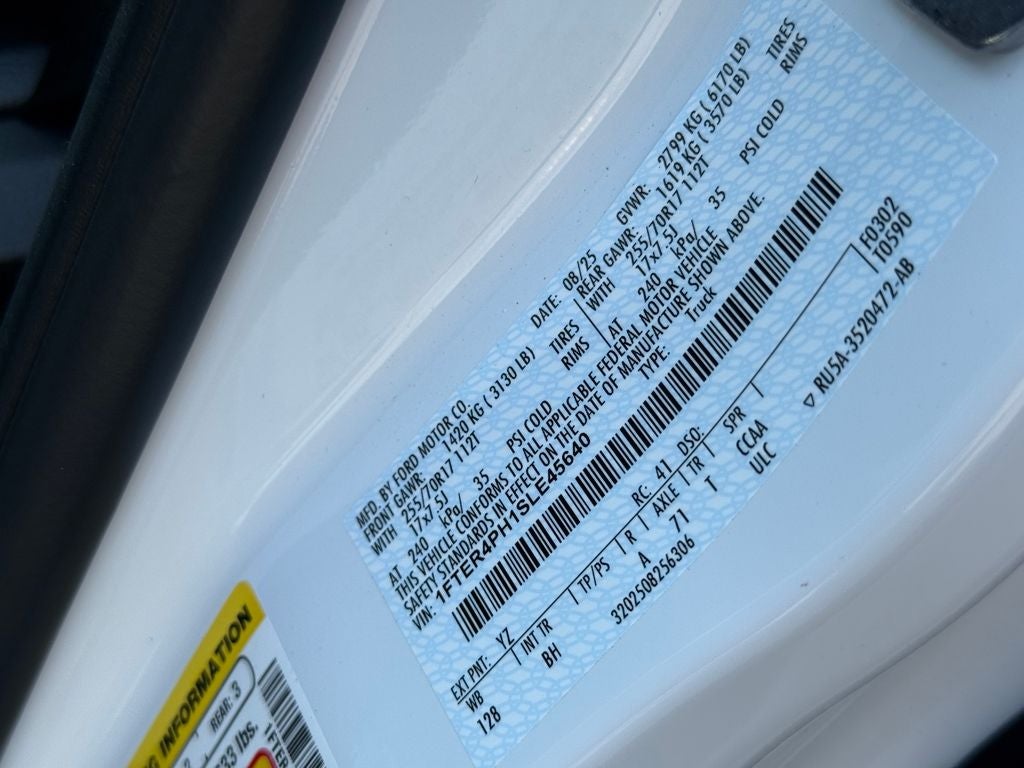 MFD. BY FORD MOTOR CO.
DATE: 08/25 GVWR: 2799 KG ( 6170 LB)
FRONT GAWR: 1420 KG ( 3130 LB) REAR GAWR: 1619 KG ( 3570 LB)
WITH 255/70R17 112T TIRES WITH 255/70R17 112T TIRES
17x7.5J RIMS 17x7.5J RIMS
AT 240 kPa/ 35 PSI COLD AT 240 kPa/ 35 PSI COLD
THIS VEHICLE CONFORMS TO ALL APPLICABLE FEDERAL MOTOR VEHICLE
SAFETY STANDARDS IN EFFECT ON THE DATE OF MANUFACTURE SHOWN ABOVE.
VIN: 1FTER4PH1SLE45640 TYPE: Truck
EXT PNT: YZ RC: 41 DSO: F0302
WB INT TR TP/PS R AXLE TR SPR T0590
128 BH A 71 T CCAA
3202508256306 ULC
▽ RU5A-3520472-AB
INFORMATION
REAR: 3
33 lbs.
1FTER